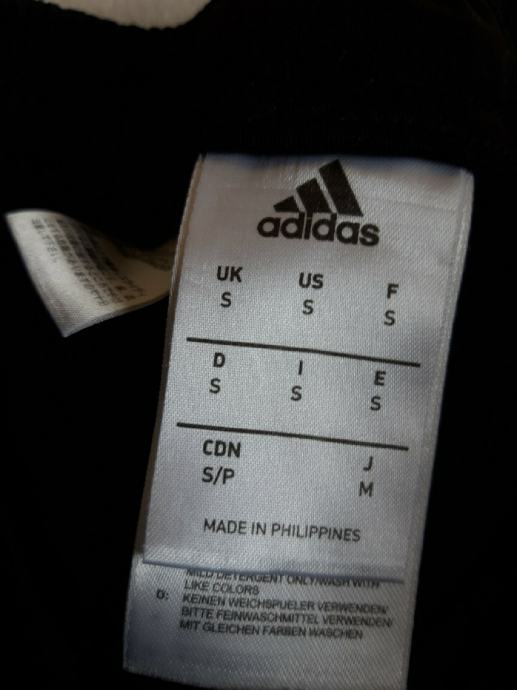 adidas
UK US F
S S S
D I E
S S S
CDN J
S/P M
MADE IN PHILIPPINES
MILD DETERGENT ONLY/WASH WITH
LIKE COLORS
D: KEINEN WEICHSPUELER VERWENDEN/
BITTE FEINWASCHMITTEL VERWENDEN/
MIT GLEICHEN FARBEN WASCHEN